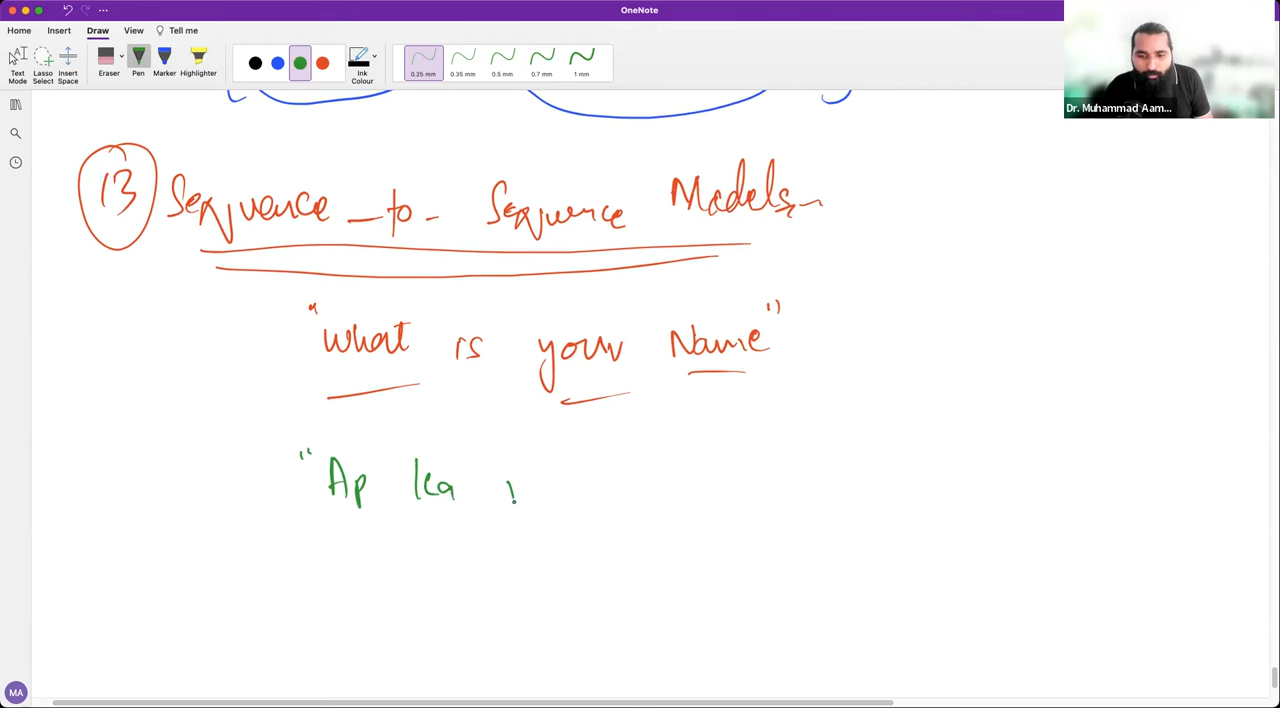 OneNote
Home Insert Draw View Tell me
Text Mode Lasso Select Insert Space Eraser Pen Marker Highlighter Ink Colour 0.25 mm 0.35 mm 0.5 mm 0.7 mm 1 mm
Dr. Muhammad Aam...
13 Sequence-to-Sequence Models
"What is your Name"
"Ap ka
MA